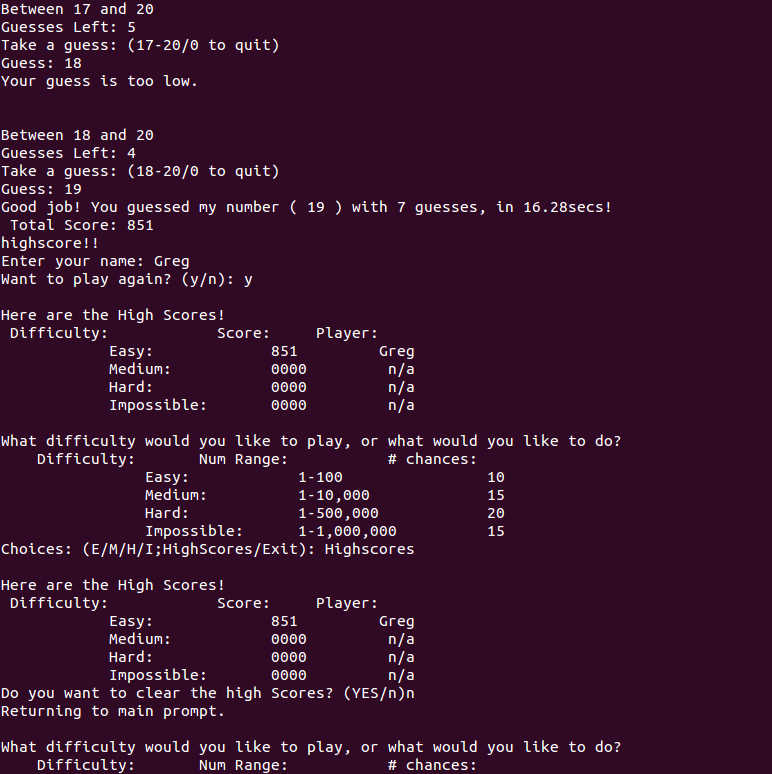 Between 17 and 20
Guesses Left: 5
Take a guess: (17-20/0 to quit)
Guess: 18
Your guess is too low.
Between 18 and 20
Guesses Left: 4
Take a guess: (18-20/0 to quit)
Guess: 19
Good job! You guessed my number ( 19 ) with 7 guesses, in 16.28secs!
Total Score: 851
highscore!!
Enter your name: Greg
Want to play again? (y/n): y
Here are the High Scores!
Difficulty: Score: Player:
Easy: 851 Greg
Medium: 0000 n/a
Hard: 0000 n/a
Impossible: 0000 n/a
What difficulty would you like to play, or what would you like to do?
Difficulty: Num Range: # chances:
Easy: 1-100 10
Medium: 1-10,000 15
Hard: 1-500,000 20
Impossible: 1-1,000,000 15
Choices: (E/M/H/I;HighScores/Exit): Highscores
Here are the High Scores!
Difficulty: Score: Player:
Easy: 851 Greg
Medium: 0000 n/a
Hard: 0000 n/a
Impossible: 0000 n/a
Do you want to clear the high Scores? (YES/n)n
Returning to main prompt.
What difficulty would you like to play, or what would you like to do?
Difficulty: Num Range: # chances: